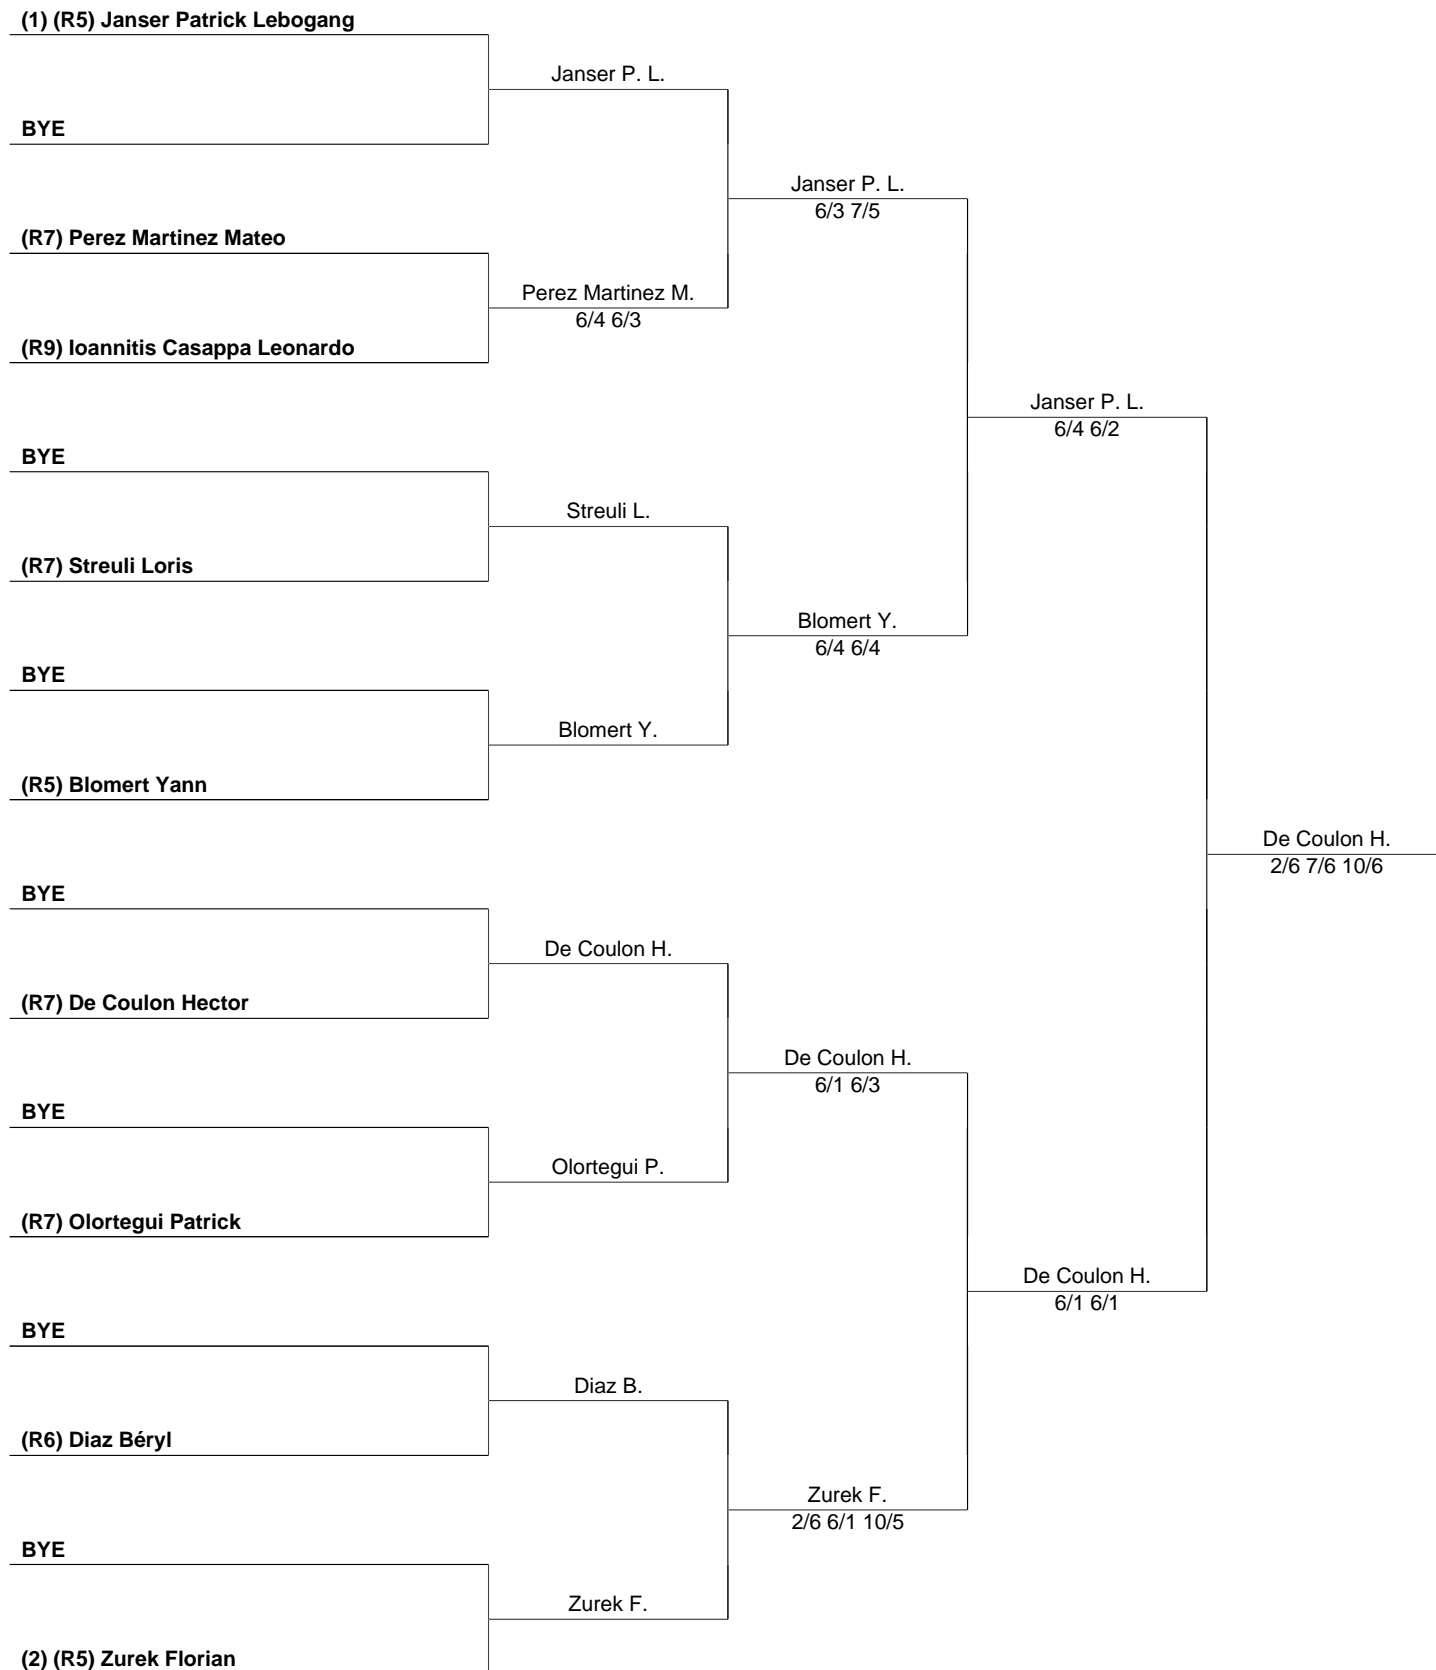 (1) (R5) Janser Patrick Lebogang
Janser P. L.
BYE
Janser P. L.
6/3 7/5
(R7) Perez Martinez Mateo
Perez Martinez M.
6/4 6/3
(R9) Ioannitis Casappa Leonardo
Janser P. L.
6/4 6/2
BYE
Streuli L.
(R7) Streuli Loris
Blomert Y.
6/4 6/4
BYE
Blomert Y.
(R5) Blomert Yann
De Coulon H.
2/6 7/6 10/6
BYE
De Coulon H.
(R7) De Coulon Hector
De Coulon H.
6/1 6/3
BYE
Olortegui P.
(R7) Olortegui Patrick
De Coulon H.
6/1 6/1
BYE
Diaz B.
(R6) Diaz Béryl
Zurek F.
2/6 6/1 10/5
BYE
Zurek F.
(2) (R5) Zurek Florian